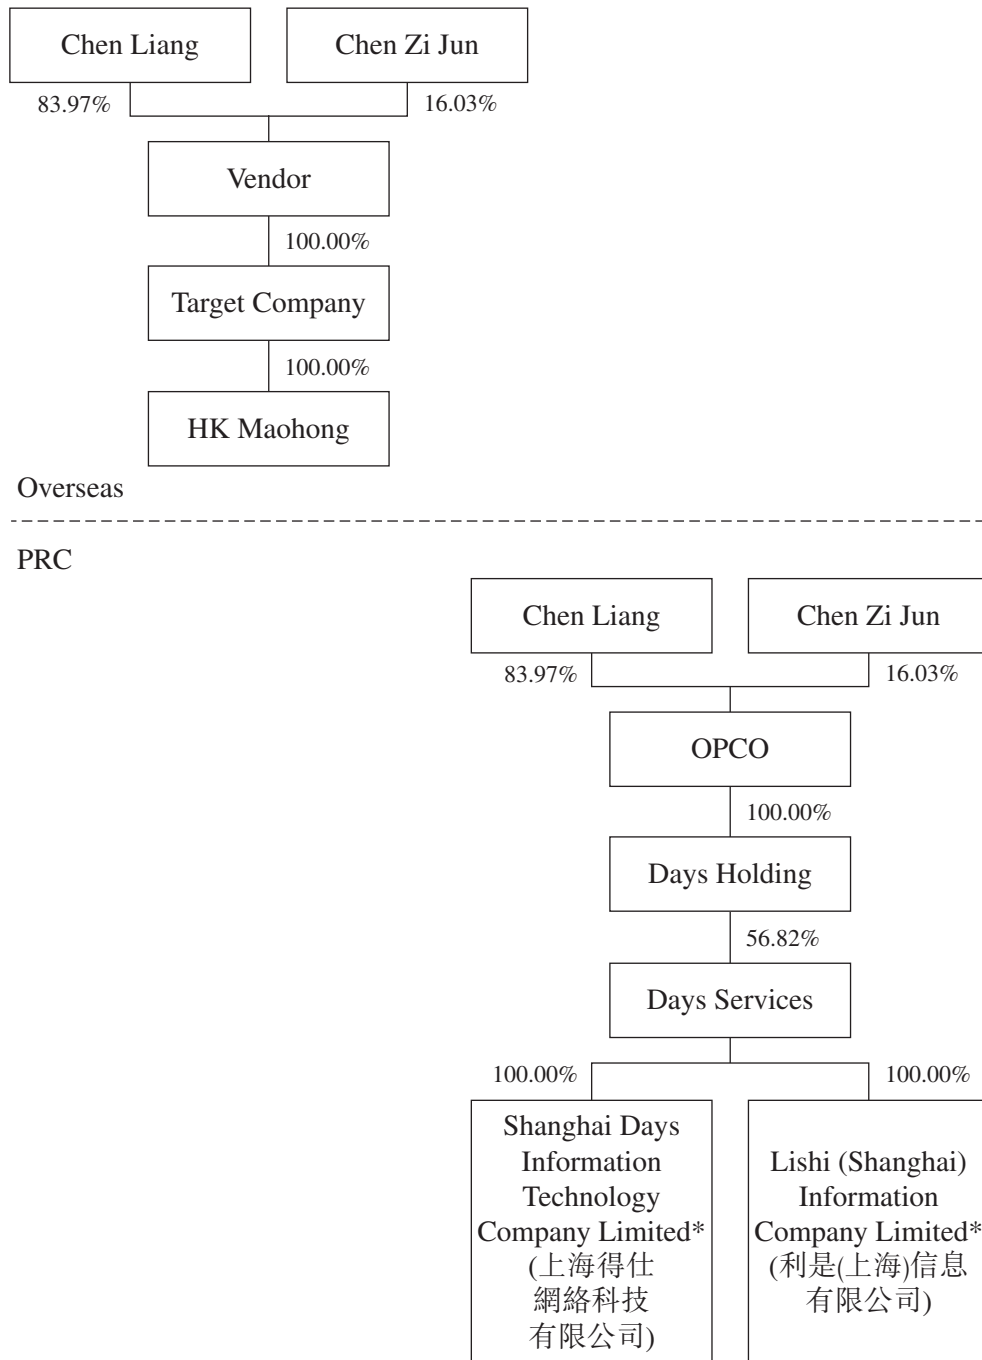 Chen Liang
Chen Zi Jun
83.97%
16.03%
Vendor
100.00%
Target Company
100.00%
HK Maohong
Overseas
PRC
Chen Liang
Chen Zi Jun
83.97%
16.03%
OPCO
100.00%
Days Holding
56.82%
Days Services
100.00%
100.00%
Shanghai Days
Information
Technology
Company Limited*
(上海得仕
網絡科技
有限公司)
Lishi (Shanghai)
Information
Company Limited*
(利是(上海)信息
有限公司)